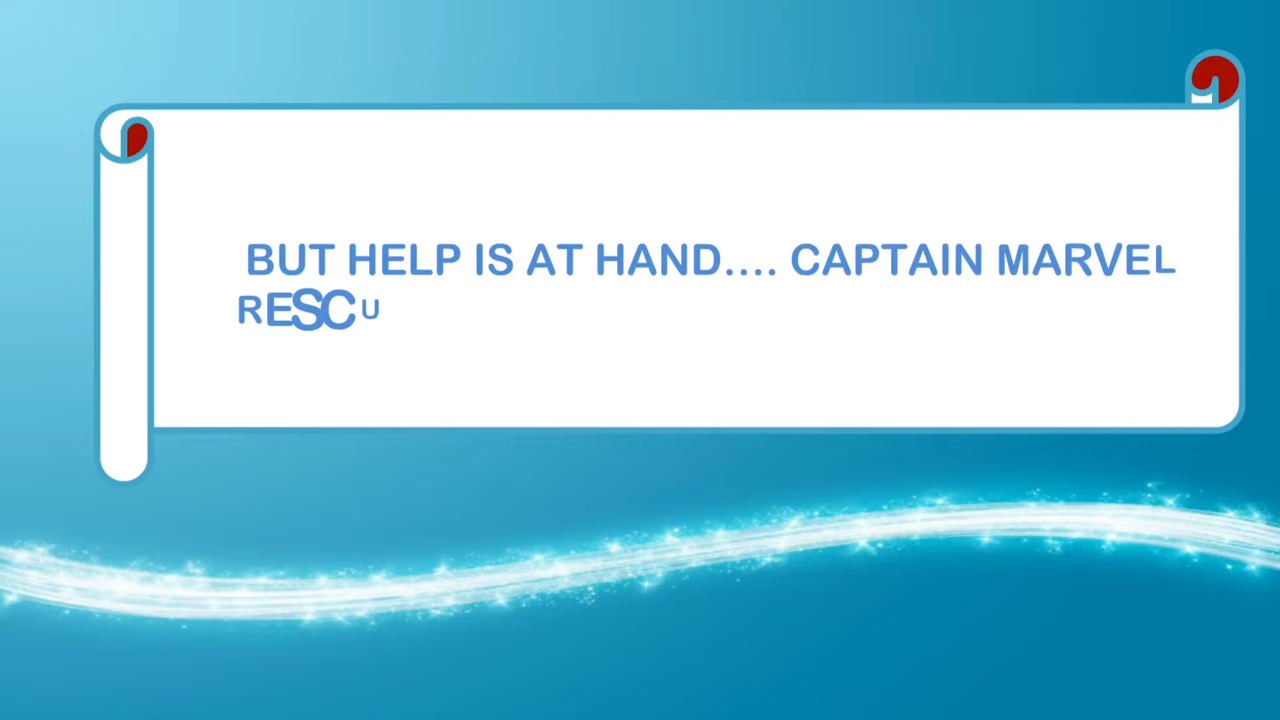 BUT HELP IS AT HAND.... CAPTAIN MARVEL
RESCU